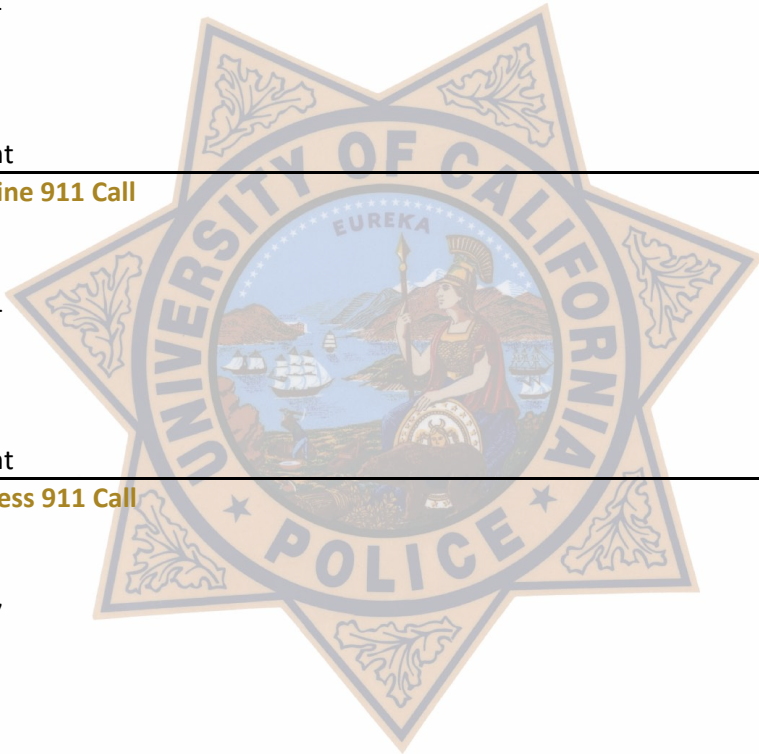 nt
ine 911 Call
UNIVERSITY OF CALIFORNIA
EUREKA
nt
ess 911 Call
POLICE